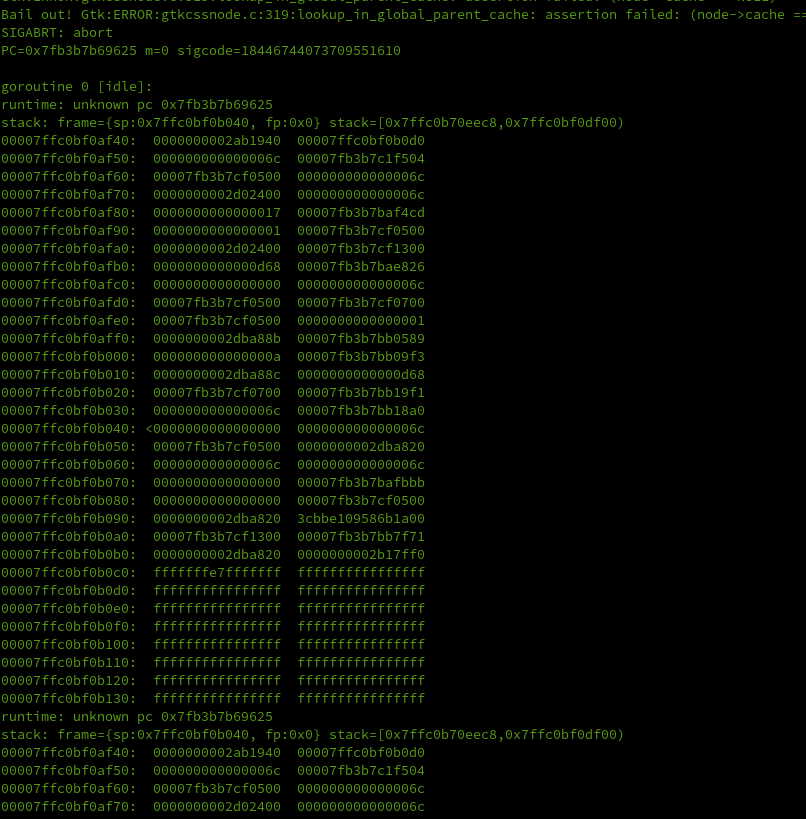 Bail out! Gtk:ERROR:gtkcssnode.c:319:lookup_in_global_parent_cache: assertion failed: (node->cache ==
SIGABRT: abort
PC=0x7fb3b7b69625 m=0 sigcode=18446744073709551610
goroutine 0 [idle]:
runtime: unknown pc 0x7fb3b7b69625
stack: frame={sp:0x7ffc0bf0b040, fp:0x0} stack=[0x7ffc0b70eec8,0x7ffc0bf0df00)
00007ffc0bf0af40:  0000000002ab1940  00007ffc0bf0b0d0
00007ffc0bf0af50:  000000000000006c  00007fb3b7c1f504
00007ffc0bf0af60:  00007fb3b7cf0500  000000000000006c
00007ffc0bf0af70:  0000000002d02400  000000000000006c
00007ffc0bf0af80:  0000000000000017  00007fb3b7baf4cd
00007ffc0bf0af90:  0000000000000001  00007fb3b7cf0500
00007ffc0bf0afa0:  0000000002d02400  00007fb3b7cf1300
00007ffc0bf0afb0:  0000000000000d68  00007fb3b7bae826
00007ffc0bf0afc0:  0000000000000000  000000000000006c
00007ffc0bf0afd0:  00007fb3b7cf0500  00007fb3b7cf0700
00007ffc0bf0afe0:  00007fb3b7cf0500  0000000000000001
00007ffc0bf0aff0:  0000000002dba88b  00007fb3b7bb0589
00007ffc0bf0b000:  000000000000000a  00007fb3b7bb09f3
00007ffc0bf0b010:  0000000002dba88c  0000000000000d68
00007ffc0bf0b020:  00007fb3b7cf0700  00007fb3b7bb19f1
00007ffc0bf0b030:  000000000000006c  00007fb3b7bb18a0
00007ffc0bf0b040: <0000000000000000  000000000000006c
00007ffc0bf0b050:  00007fb3b7cf0500  0000000002dba820
00007ffc0bf0b060:  000000000000006c  000000000000006c
00007ffc0bf0b070:  0000000000000000  00007fb3b7bafbbb
00007ffc0bf0b080:  0000000000000000  00007fb3b7cf0500
00007ffc0bf0b090:  0000000002dba820  3cbbe109586b1a00
00007ffc0bf0b0a0:  00007fb3b7cf1300  00007fb3b7bb7f71
00007ffc0bf0b0b0:  0000000002dba820  0000000002b17ff0
00007ffc0bf0b0c0:  fffffffe7fffffff  ffffffffffffffff
00007ffc0bf0b0d0:  ffffffffffffffff  ffffffffffffffff
00007ffc0bf0b0e0:  ffffffffffffffff  ffffffffffffffff
00007ffc0bf0b0f0:  ffffffffffffffff  ffffffffffffffff
00007ffc0bf0b100:  ffffffffffffffff  ffffffffffffffff
00007ffc0bf0b110:  ffffffffffffffff  ffffffffffffffff
00007ffc0bf0b120:  ffffffffffffffff  ffffffffffffffff
00007ffc0bf0b130:  ffffffffffffffff  ffffffffffffffff
runtime: unknown pc 0x7fb3b7b69625
stack: frame={sp:0x7ffc0bf0b040, fp:0x0} stack=[0x7ffc0b70eec8,0x7ffc0bf0df00)
00007ffc0bf0af40:  0000000002ab1940  00007ffc0bf0b0d0
00007ffc0bf0af50:  000000000000006c  00007fb3b7c1f504
00007ffc0bf0af60:  00007fb3b7cf0500  000000000000006c
00007ffc0bf0af70:  0000000002d02400  000000000000006c